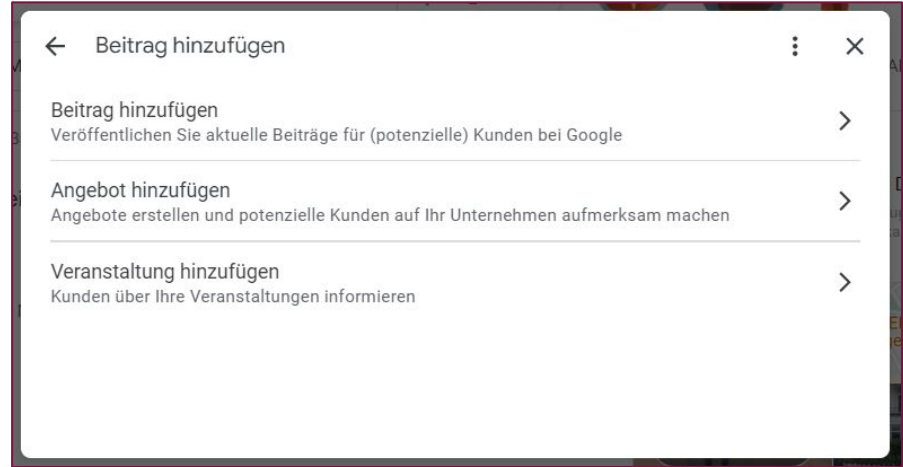 Beitrag hinzufügen
Beitrag hinzufügen
Veröffentlichen Sie aktuelle Beiträge für (potenzielle) Kunden bei Google
Angebot hinzufügen
Angebote erstellen und potenzielle Kunden auf Ihr Unternehmen aufmerksam machen
Veranstaltung hinzufügen
Kunden über Ihre Veranstaltungen informieren